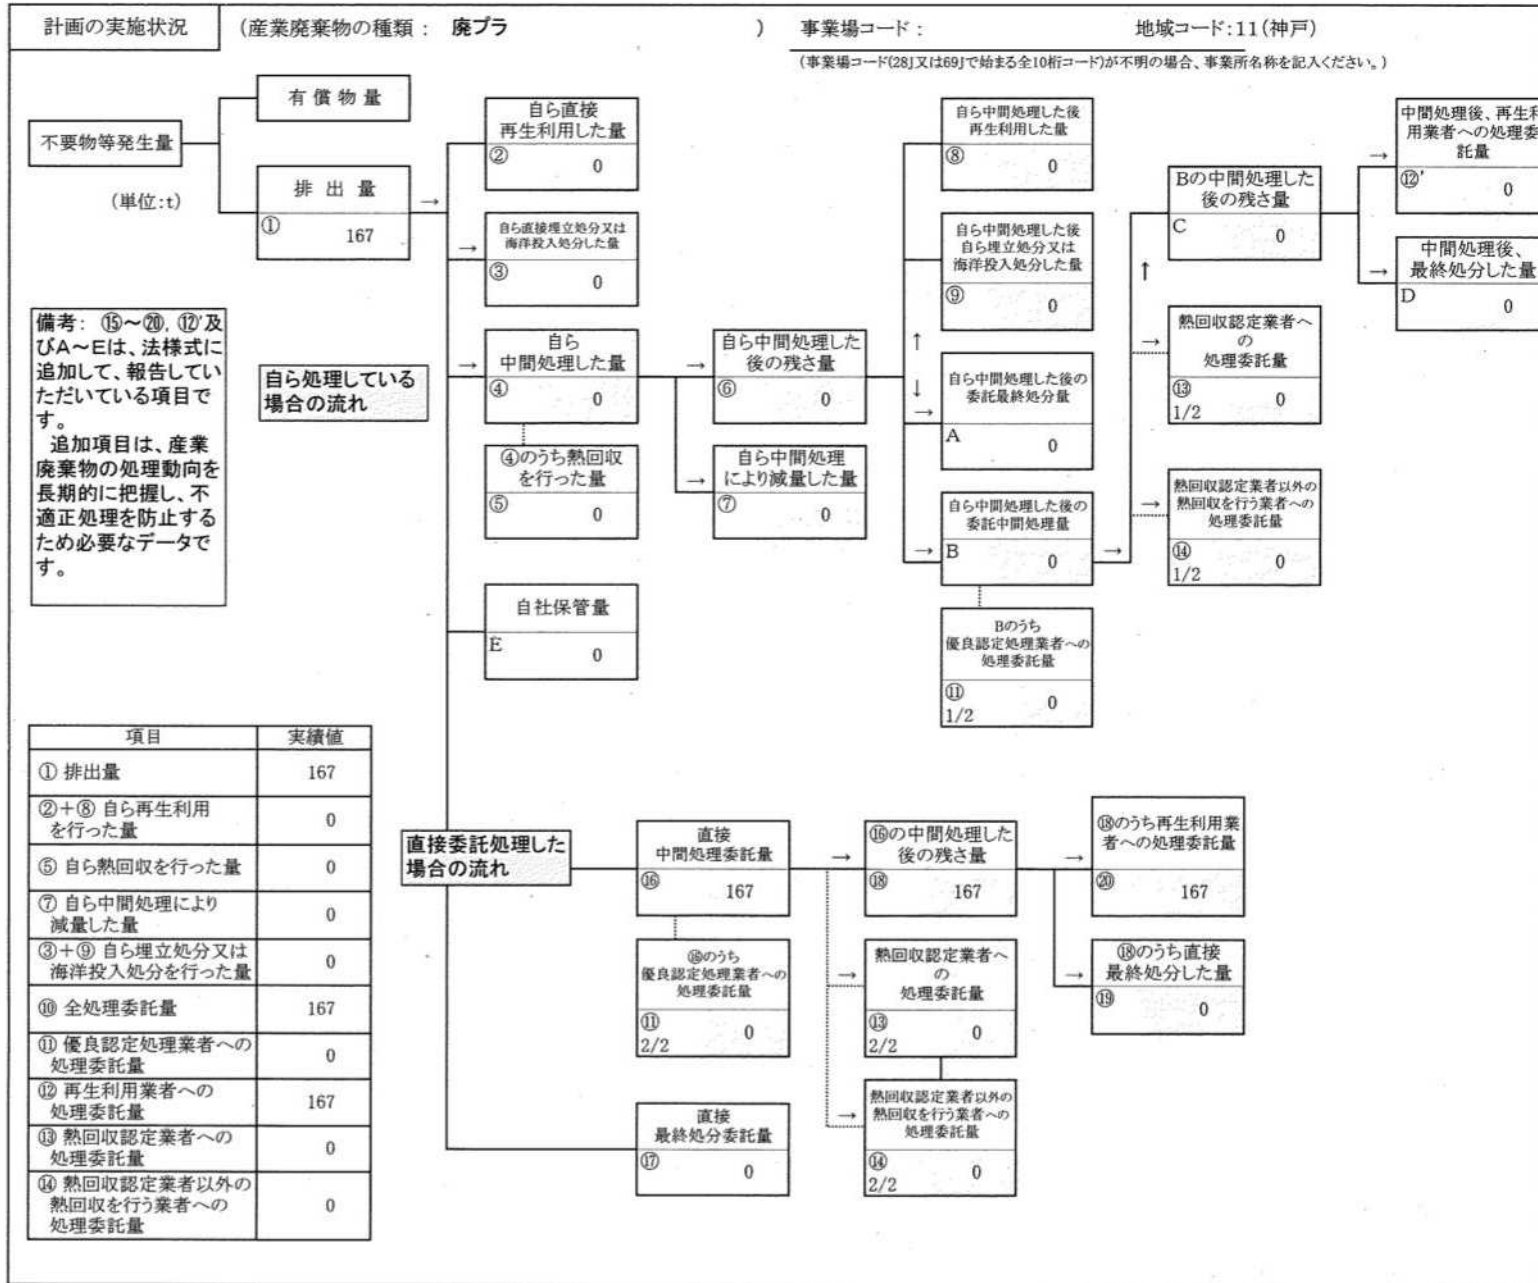 計画の実施状況 (産業廃棄物の種類： 廃プラ ) 事業場コード： 地域コード:11(神戸)
(事業場コード(「28」又は「69」で始まる全10桁コード)が不明の場合、事業所名称を記入ください。)
不要物等発生量
(単位:t)
有償物量
排出量
① 167
→
自ら直接
再生利用した量
② 0
→
自ら直接埋立処分又は
海洋投入処分した量
③ 0
→
自ら
中間処理した量
④ 0
④のうち熱回収
を行った量
⑤ 0
自社保管量
E 0
→
自ら中間処理した
後の残さ量
⑥ 0
→
自ら中間処理
により減量した量
⑦ 0
自ら中間処理した後
再生利用した量
⑧ 0
自ら中間処理した後
自ら埋立処分又は
海洋投入処分した量
⑨ 0
↑
↓
→
自ら中間処理した後の
委託最終処分量
A 0
→
自ら中間処理した後の
委託中間処理量
B 0
Bのうち
優良認定処理業者への
処理委託量
⑪
1/2 0
→
↑
Bの中間処理した
後の残さ量
C 0
→
熱回収認定業者へ
の
処理委託量
⑬
1/2 0
→
熱回収認定業者以外の
熱回収を行う業者への
処理委託量
⑭
1/2 0
→
中間処理後、再生利
用業者への処理委
託量
⑫' 0
→
中間処理後、
最終処分した量
D 0
備考： ⑮～⑳, ⑫'及
びA～Eは、法様式に
追加して、報告してい
ただいている項目で
す。
追加項目は、産業
廃棄物の処理動向を
長期的に把握し、不
適正処理を防止する
ため必要なデータで
す。
自ら処理している
場合の流れ
項目 実績値
① 排出量 167
②＋⑧ 自ら再生利用
を行った量 0
⑤ 自ら熱回収を行った量 0
⑦ 自ら中間処理により
減量した量 0
③＋⑨ 自ら埋立処分又は
海洋投入処分を行った量 0
⑩ 全処理委託量 167
⑪ 優良認定処理業者への
処理委託量 0
⑫ 再生利用業者への
処理委託量 167
⑬ 熱回収認定業者への
処理委託量 0
⑭ 熱回収認定業者以外の
熱回収を行う業者への
処理委託量 0
直接委託処理した
場合の流れ
直接
中間処理委託量
⑯ 167
⑯のうち
優良認定処理業者への
処理委託量
⑪
2/2 0
直接
最終処分委託量
⑰ 0
→
⑯の中間処理した
後の残さ量
⑱ 167
→
熱回収認定業者へ
の
処理委託量
⑬
2/2 0
→
熱回収認定業者以外の
熱回収を行う業者への
処理委託量
⑭
2/2 0
→
⑱のうち再生利用業
者への処理委託量
⑳ 167
→
⑱のうち直接
最終処分した量
⑲ 0